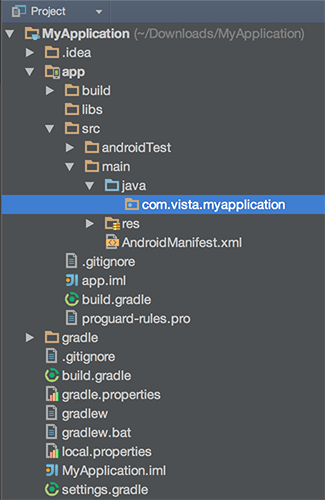 Project
MyApplication (~/Downloads/MyApplication)
.idea
app
build
libs
src
androidTest
main
java
com.vista.myapplication
res
AndroidManifest.xml
.gitignore
app.iml
build.gradle
proguard-rules.pro
gradle
.gitignore
build.gradle
gradle.properties
gradlew
gradlew.bat
local.properties
MyApplication.iml
settings.gradle